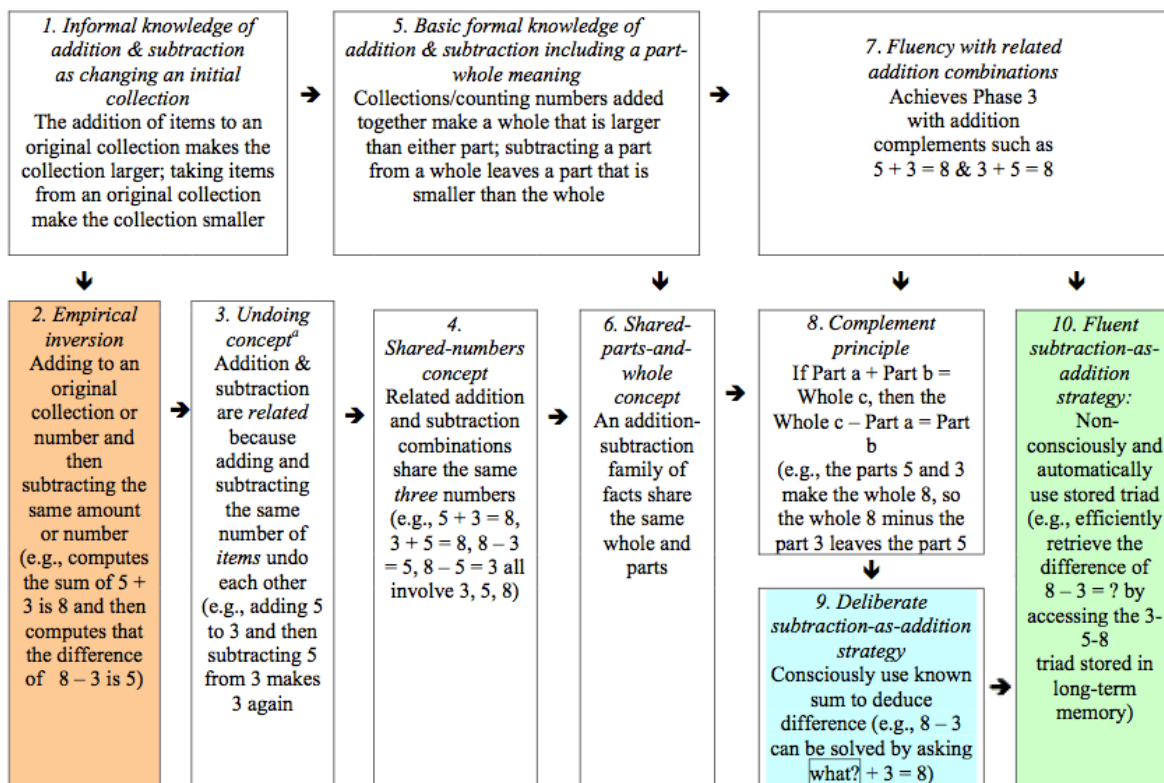 1. Informal knowledge of
addition & subtraction
as changing an initial
collection
The addition of items to an
original collection makes the
collection larger; taking items
from an original collection
make the collection smaller
5. Basic formal knowledge of
addition & subtraction including a part-
whole meaning
Collections/counting numbers added
together make a whole that is larger
than either part; subtracting a part
from a whole leaves a part that is
smaller than the whole
7. Fluency with related
addition combinations
Achieves Phase 3
with addition
complements such as
5 + 3 = 8 & 3 + 5 = 8
2. Empirical
inversion
Adding to an
original
collection or
number and
then
subtracting the
same amount
or number
(e.g., computes
the sum of 5 +
3 is 8 and then
computes that
the difference
of 8 – 3 is 5)
3. Undoing
concept^a
Addition &
subtraction
are related
because
adding and
subtracting
the same
number of
items undo
each other
(e.g., adding 5
to 3 and then
subtracting 5
from 3 makes
3 again
4.
Shared-numbers
concept
Related addition
and subtraction
combinations
share the same
three numbers
(e.g., 5 + 3 = 8,
3 + 5 = 8, 8 – 3
= 5, 8 – 5 = 3 all
involve 3, 5, 8)
6. Shared-
parts-and-
whole
concept
An addition-
subtraction
family of
facts share
the same
whole and
parts
8. Complement
principle
If Part a + Part b =
Whole c, then the
Whole c – Part a = Part
b
(e.g., the parts 5 and 3
make the whole 8, so
the whole 8 minus the
part 3 leaves the part 5
9. Deliberate
subtraction-as-addition
strategy
Consciously use known
sum to deduce
difference (e.g., 8 – 3
can be solved by asking
what? + 3 = 8)
10. Fluent
subtraction-as-
addition
strategy:
Non-
consciously and
automatically
use stored triad
(e.g., efficiently
retrieve the
difference of
8 – 3 = ? by
accessing the 3-
5-8
triad stored in
long-term
memory)